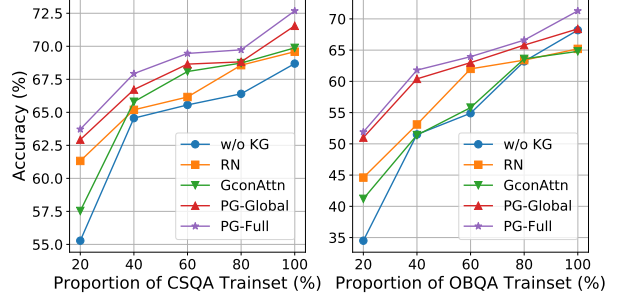 72.5
70.0
67.5
65.0
62.5
60.0
57.5
55.0
Accuracy (%)
20 40 60 80 100
Proportion of CSQA Trainset (%)
w/o KG
RN
GconAttn
PG-Global
PG-Full
70
65
60
55
50
45
40
35
20 40 60 80 100
Proportion of OBQA Trainset (%)
w/o KG
RN
GconAttn
PG-Global
PG-Full